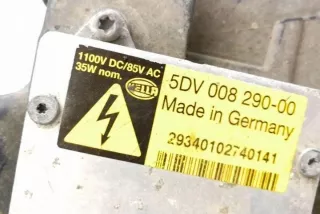 1100V DC/85V AC
35W nom.
HELLA
5DV 008 290-00
Made in Germany
29340102740141